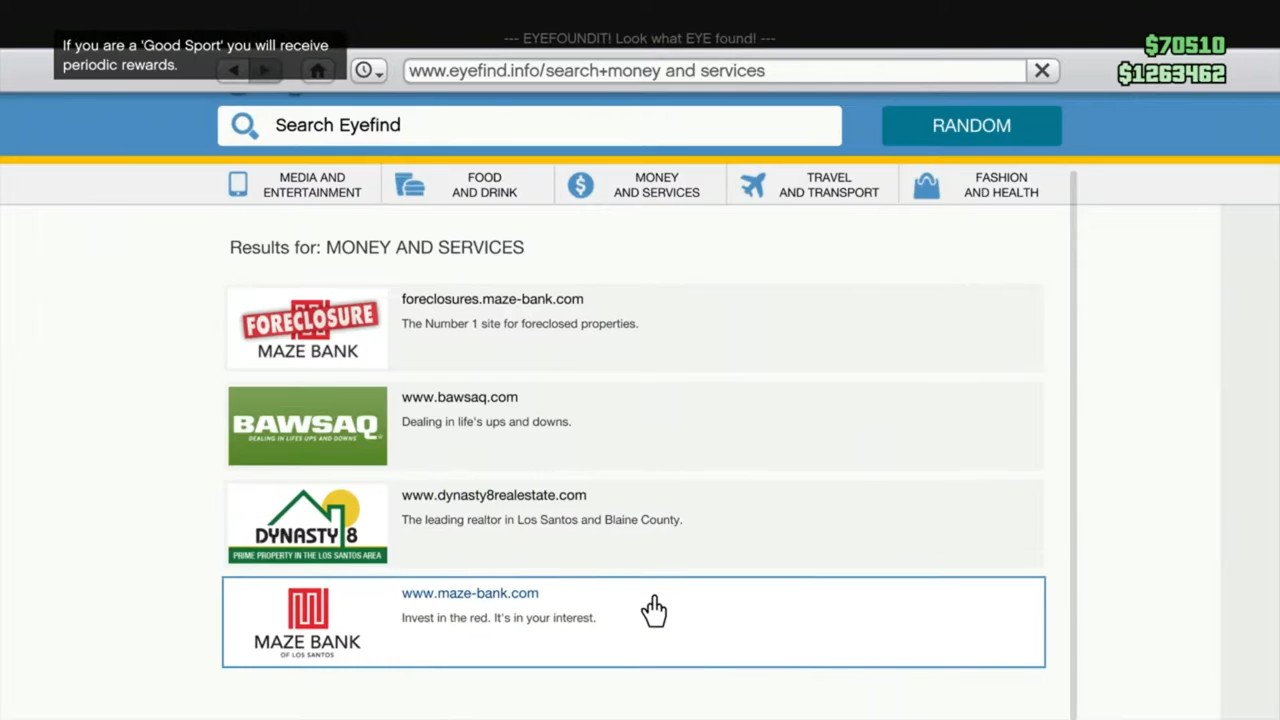 If you are a 'Good Sport' you will receive
periodic rewards.
--- EYEFOUNDIT! Look what EYE found! ---
$70510
$1263462
www.eyefind.info/search+money and services
Search Eyefind
RANDOM
MEDIA AND
ENTERTAINMENT
FOOD
AND DRINK
MONEY
AND SERVICES
TRAVEL
AND TRANSPORT
FASHION
AND HEALTH
Results for: MONEY AND SERVICES
FORECLOSURE
MAZE BANK
foreclosures.maze-bank.com
The Number 1 site for foreclosed properties.
BAWSAQ
DEALING IN LIFES UPS AND DOWNS
www.bawsaq.com
Dealing in life's ups and downs.
DYNASTY 8
PRIME PROPERTY IN THE LOS SANTOS AREA
www.dynasty8realestate.com
The leading realtor in Los Santos and Blaine County.
MAZE BANK
OF LOS SANTOS
www.maze-bank.com
Invest in the red. It's in your interest.